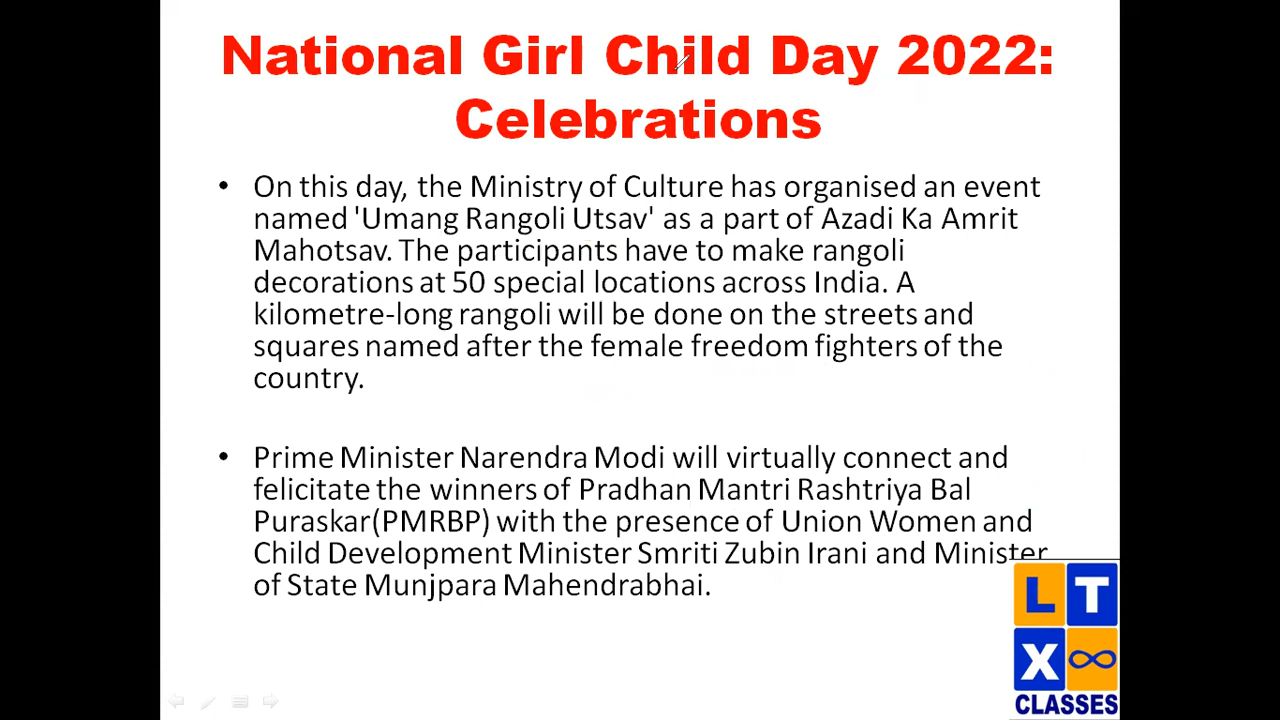 National Girl Child Day 2022:
Celebrations
• On this day, the Ministry of Culture has organised an event
named 'Umang Rangoli Utsav' as a part of Azadi Ka Amrit
Mahotsav. The participants have to make rangoli
decorations at 50 special locations across India. A
kilometre-long rangoli will be done on the streets and
squares named after the female freedom fighters of the
country.
• Prime Minister Narendra Modi will virtually connect and
felicitate the winners of Pradhan Mantri Rashtriya Bal
Puraskar(PMRBP) with the presence of Union Women and
Child Development Minister Smriti Zubin Irani and Minister
of State Munjpara Mahendrabhai.
L T
X ∞
CLASSES